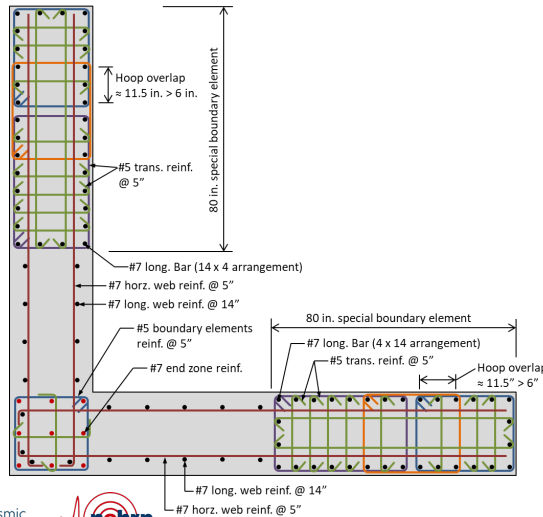 Hoop overlap
≈ 11.5 in. > 6 in.
80 in. special boundary element
#5 trans. reinf.
@ 5”
#7 long. Bar (14 x 4 arrangement)
#7 horz. web reinf. @ 5”
#7 long. web reinf. @ 14”
80 in. special boundary element
#5 boundary elements
reinf. @ 5”
#7 long. Bar (4 x 14 arrangement)
#5 trans. reinf. @ 5”
Hoop overlap
≈ 11.5” > 6”
#7 end zone reinf.
#7 long. web reinf. @ 14”
#7 horz. web reinf. @ 5”